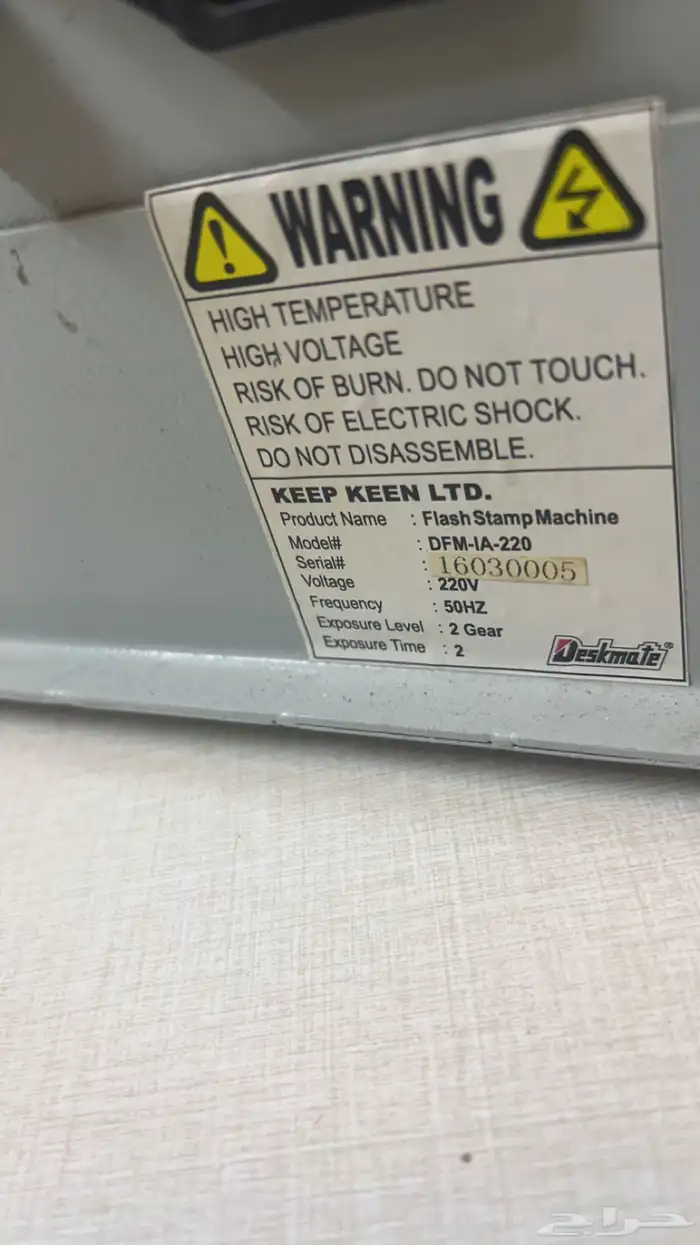 WARNING
HIGH TEMPERATURE
HIGH VOLTAGE
RISK OF BURN. DO NOT TOUCH.
RISK OF ELECTRIC SHOCK.
DO NOT DISASSEMBLE.
KEEP KEEN LTD.
Product Name : Flash Stamp Machine
Model# : DFM-IA-220
Serial# : 16030005
Voltage : 220V
Frequency : 50HZ
Exposure Level : 2 Gear
Exposure Time : 2
Deskmate®
حراج